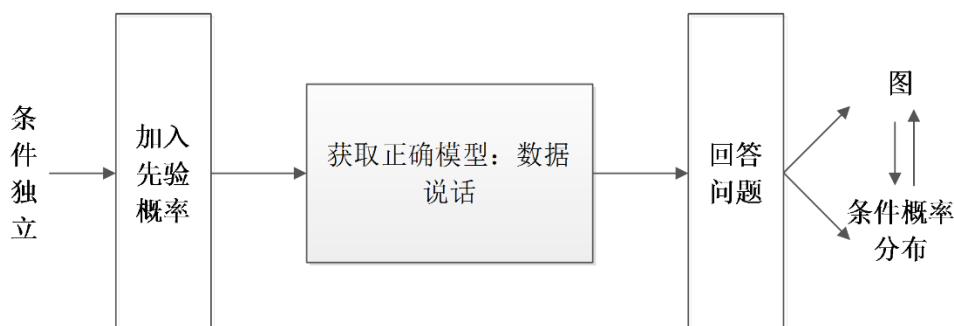 条
件
独
立
加入
先验
概率
获取正确模型：数据
说话
回答
问题
图
条件概率
分布